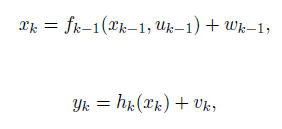 x_k = f_{k−1}(x_{k−1}, u_{k−1}) + w_{k−1},
y_k = h_k(x_k) + v_k,